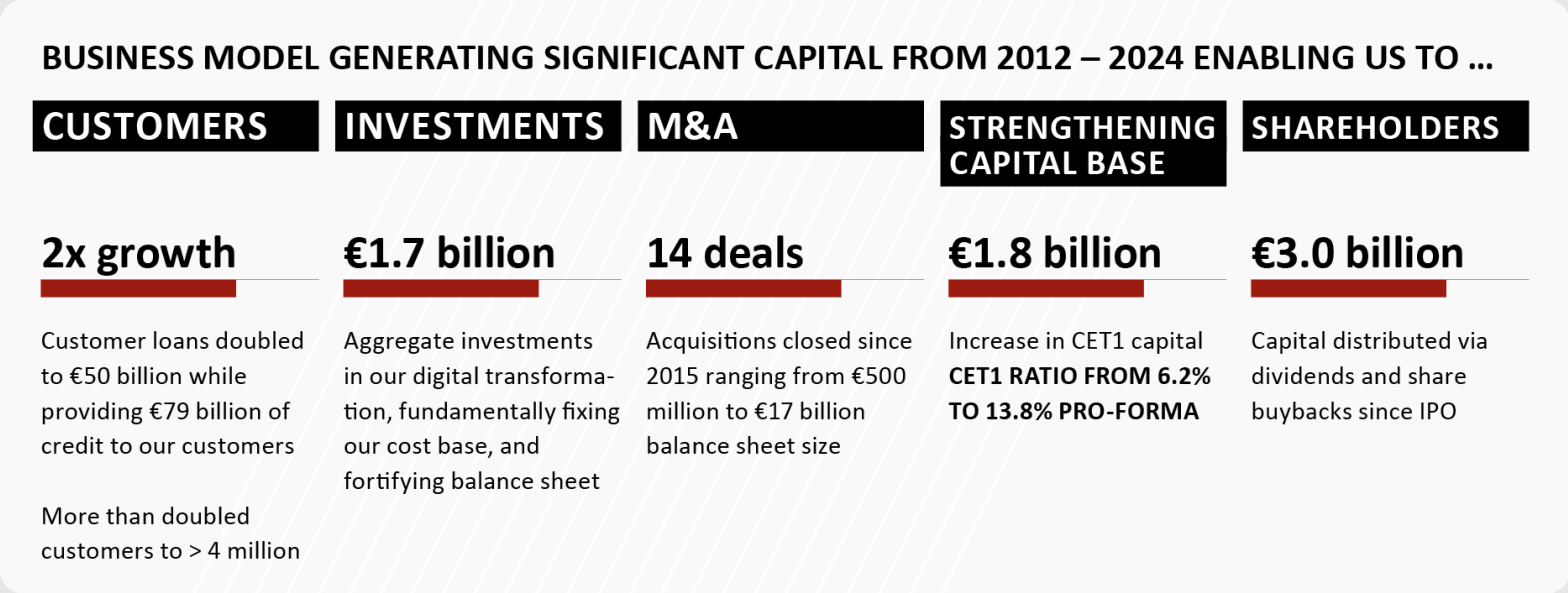 BUSINESS MODEL GENERATING SIGNIFICANT CAPITAL FROM 2012 – 2024 ENABLING US TO ...
CUSTOMERS
2x growth
Customer loans doubled
to €50 billion while
providing €79 billion of
credit to our customers
More than doubled
customers to > 4 million
INVESTMENTS
€1.7 billion
Aggregate investments
in our digital transforma-
tion, fundamentally fixing
our cost base, and
fortifying balance sheet
M&A
14 deals
Acquisitions closed since
2015 ranging from €500
million to €17 billion
balance sheet size
STRENGTHENING
CAPITAL BASE
€1.8 billion
Increase in CET1 capital
CET1 RATIO FROM 6.2%
TO 13.8% PRO-FORMA
SHAREHOLDERS
€3.0 billion
Capital distributed via
dividends and share
buybacks since IPO